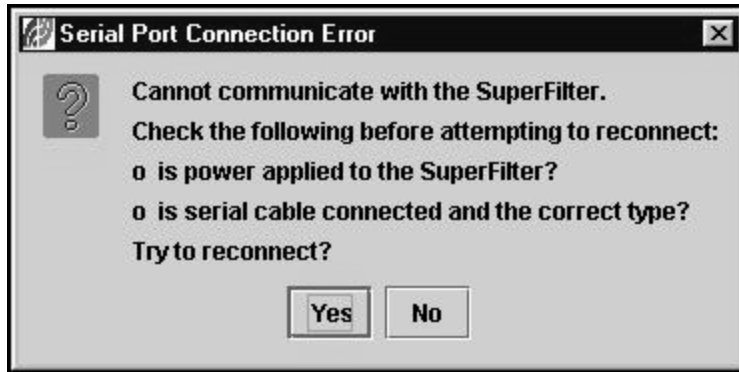 Serial Port Connection Error
Cannot communicate with the SuperFilter.
Check the following before attempting to reconnect:
o is power applied to the SuperFilter?
o is serial cable connected and the correct type?
Try to reconnect?
Yes No